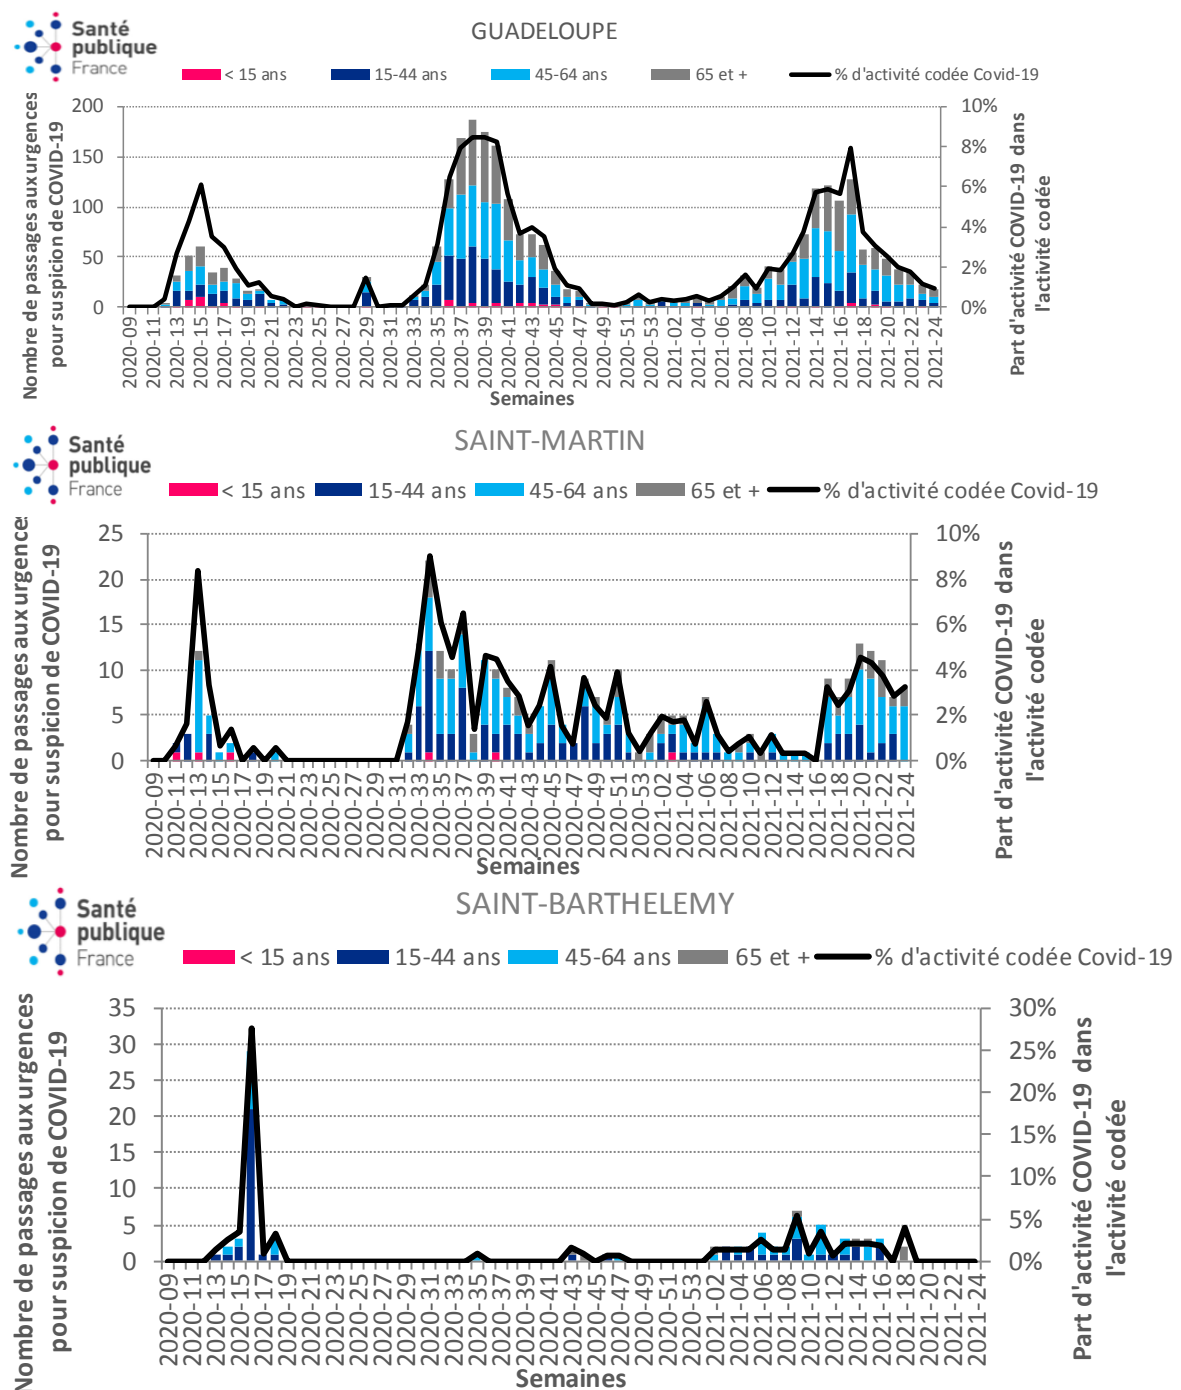 Santé
publique
France
GUADELOUPE
< 15 ans 15-44 ans 45-64 ans 65 et + % d'activité codée Covid-19
Nombre de passages aux urgences
pour suspicion de COVID-19
200 150 100 50 0
10% 8% 6% 4% 2% 0%
Part d'activité COVID-19 dans
l'activité codée
2020-09 2020-11 2020-13 2020-15 2020-17 2020-19 2020-21 2020-23 2020-25 2020-27 2020-29 2020-31 2020-33 2020-35 2020-37 2020-39 2020-41 2020-43 2020-45 2020-47 2020-49 2020-51 2020-53 2021-02 2021-04 2021-06 2021-08 2021-10 2021-12 2021-14 2021-16 2021-18 2021-20 2021-22 2021-24
Semaines
Santé
publique
France
SAINT-MARTIN
< 15 ans 15-44 ans 45-64 ans 65 et + % d'activité codée Covid-19
Nombre de passages aux urgence
pour suspicion de COVID-19
25 20 15 10 5 0
10% 8% 6% 4% 2% 0%
Part d'activité COVID-19 dans
l'activité codée
2020-09 2020-11 2020-13 2020-15 2020-17 2020-19 2020-21 2020-23 2020-25 2020-27 2020-29 2020-31 2020-33 2020-35 2020-37 2020-39 2020-41 2020-43 2020-45 2020-47 2020-49 2020-51 2020-53 2021-02 2021-04 2021-06 2021-08 2021-10 2021-12 2021-14 2021-16 2021-18 2021-20 2021-22 2021-24
Semaines
Santé
publique
France
SAINT-BARTHELEMY
< 15 ans 15-44 ans 45-64 ans 65 et + % d'activité codée Covid-19
Nombre de passages aux urgences
pour suspicion de COVID-19
35 30 25 20 15 10 5 0
30% 25% 20% 15% 10% 5% 0%
Part d'activité COVID-19 dans
l'activité codée
2020-09 2020-11 2020-13 2020-15 2020-17 2020-19 2020-21 2020-23 2020-25 2020-27 2020-29 2020-31 2020-33 2020-35 2020-37 2020-39 2020-41 2020-43 2020-45 2020-47 2020-49 2020-51 2020-53 2021-02 2021-04 2021-06 2021-08 2021-10 2021-12 2021-14 2021-16 2021-18 2021-20 2021-22 2021-24
Semaines